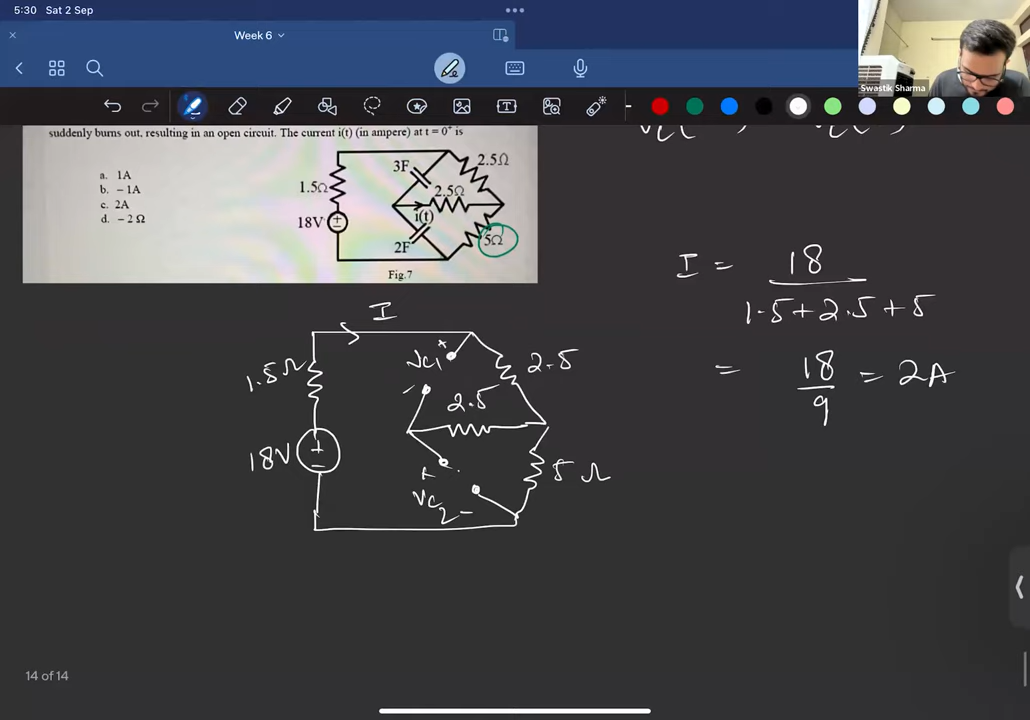 5:30 Sat 2 Sep
Week 6
Swastik Sharma
suddenly burns out, resulting in an open circuit. The current i(t) (in ampere) at t = 0⁺ is
a. 1A
b. – 1A
c. 2A
d. – 2 Ω
3F
2.5Ω
1.5Ω
2.5Ω
18V
i(t)
2F
5Ω
Fig.7
I = 18
1.5+2.5+5
= 18
9
= 2A
I
1.5Ω
Vc1
+
-
2.5
2.5
18V
+
-
+
Vc2
-
5 Ω
14 of 14